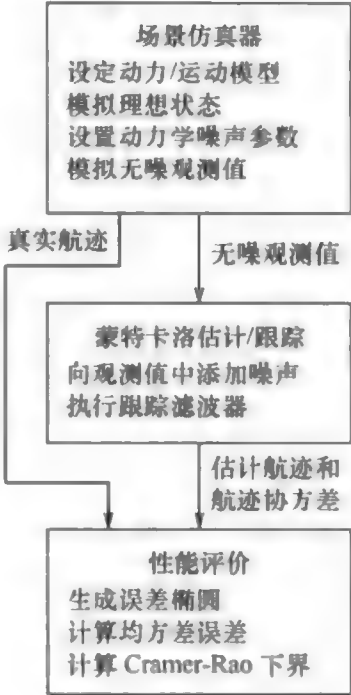 场景仿真器
设定动力/运动模型
模拟理想状态
设置动力学噪声参数
模拟无噪观测值
真实航迹
无噪观测值
蒙特卡洛估计/跟踪
向观测值中添加噪声
执行跟踪滤波器
估计航迹和
航迹协方差
性能评价
生成误差椭圆
计算均方差误差
计算 Cramer-Rao 下界